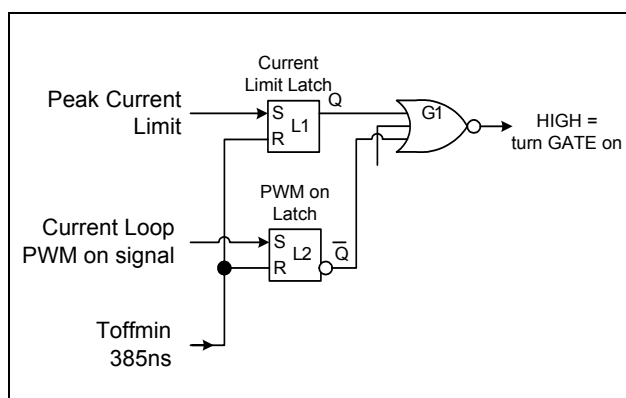 Current
Limit Latch
Peak Current
Limit
S
R
L1
Q
G1
HIGH =
turn GATE on
PWM on
Latch
Current Loop
PWM on signal
S
R
L2
Q̅
Toffmin
385ns